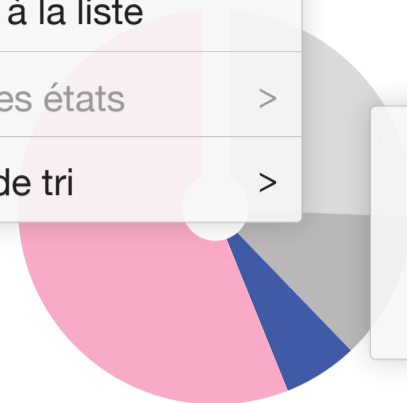 à la liste
es états >
de tri >